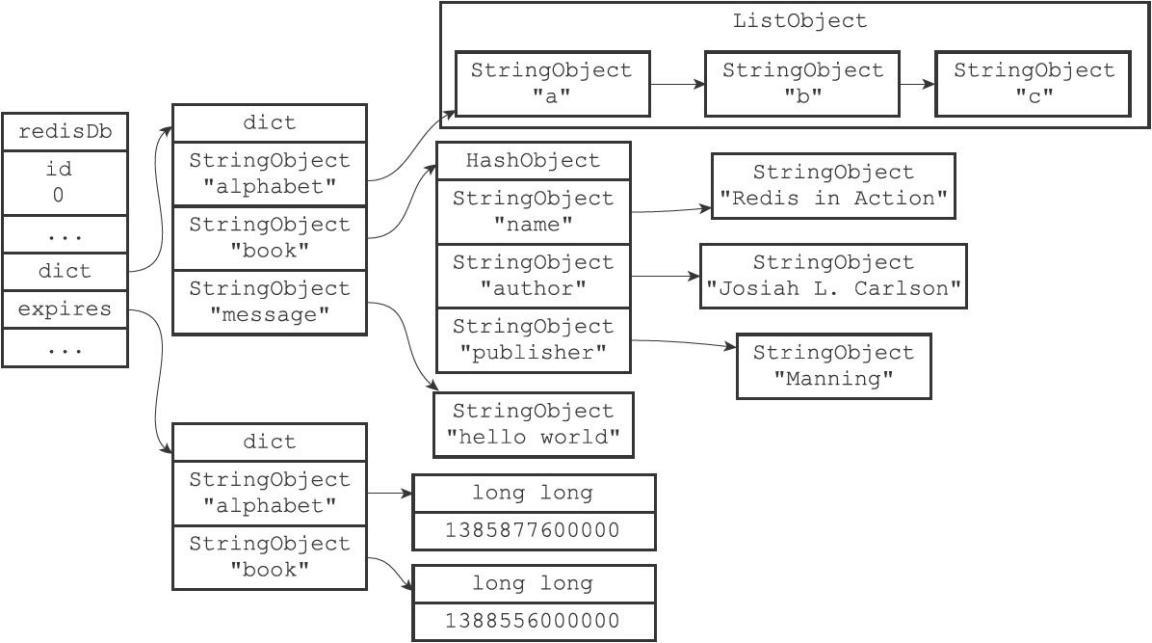 redisDb
id
0
...
dict
expires
...
dict
StringObject
"alphabet"
StringObject
"book"
StringObject
"message"
ListObject
StringObject
"a"
StringObject
"b"
StringObject
"c"
HashObject
StringObject
"name"
StringObject
"author"
StringObject
"publisher"
StringObject
"Redis in Action"
StringObject
"Josiah L. Carlson"
StringObject
"Manning"
StringObject
"hello world"
dict
StringObject
"alphabet"
StringObject
"book"
long long
1385877600000
long long
1388556000000